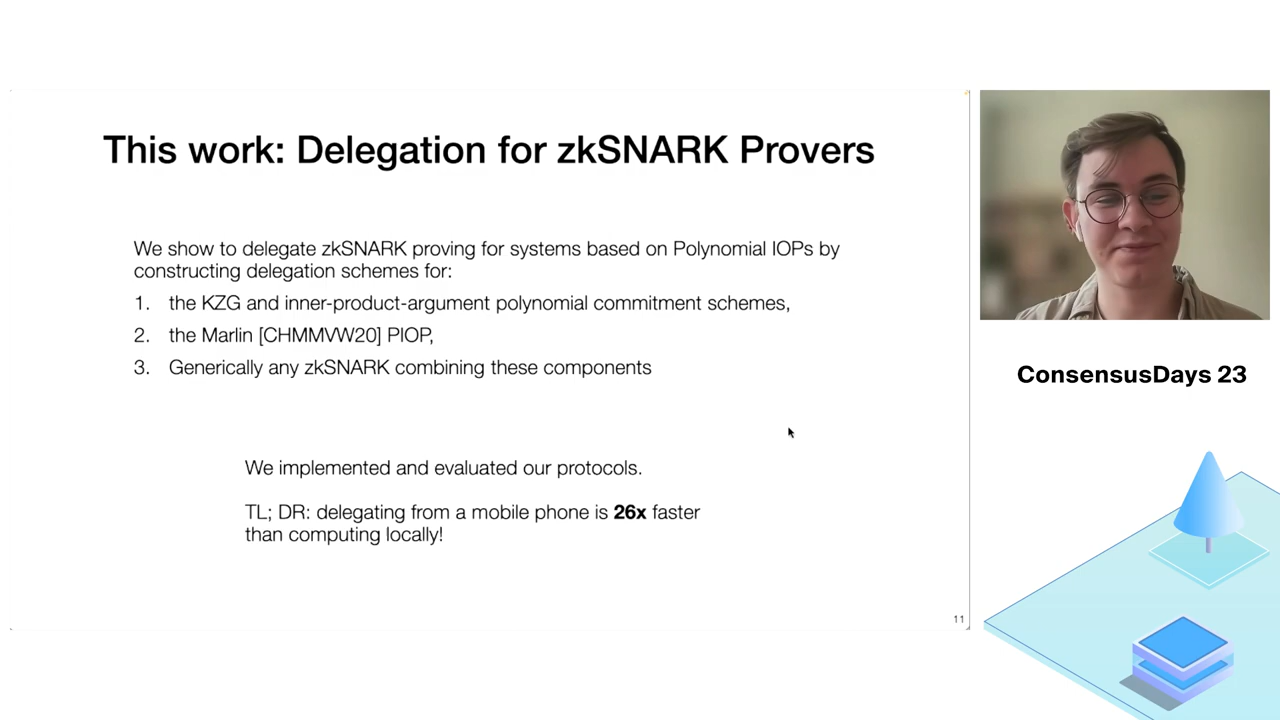 This work: Delegation for zkSNARK Provers
We show to delegate zkSNARK proving for systems based on Polynomial IOPs by
constructing delegation schemes for:
1. the KZG and inner-product-argument polynomial commitment schemes,
2. the Marlin [CHMMVW20] PIOP,
3. Generically any zkSNARK combining these components
We implemented and evaluated our protocols.
TL; DR: delegating from a mobile phone is 26x faster
than computing locally!
11
ConsensusDays 23